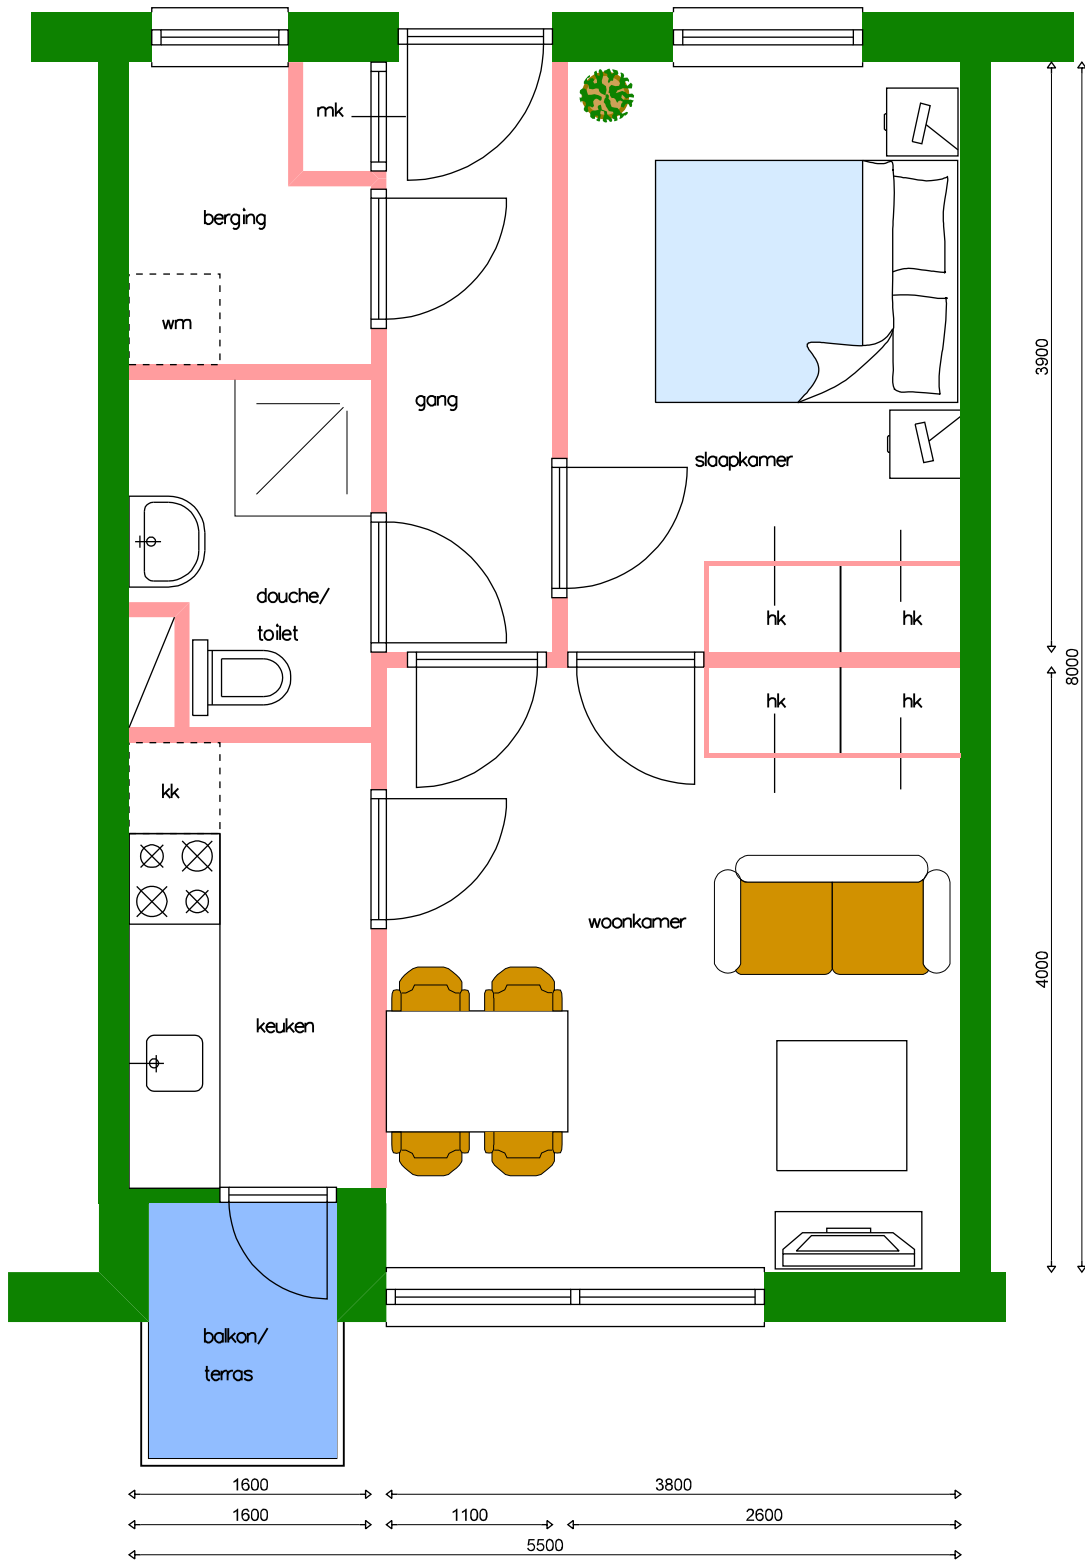 mk
berging
wm
gang
slaapkamer
3900
hk
hk
douche/
toilet
8000
hk
hk
kk
woonkamer
4000
keuken
balkon/
terras
1600
3800
1600
1100
2600
5500